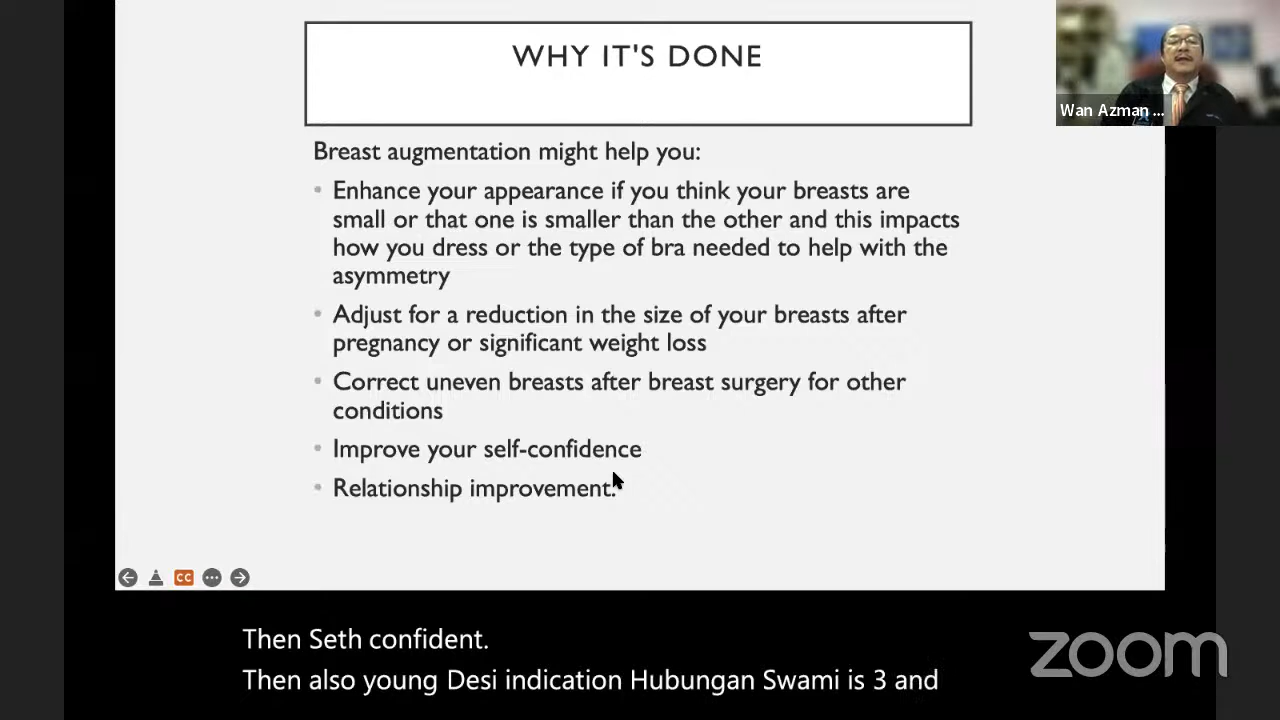 WHY IT'S DONE
Wan Azman ...
Breast augmentation might help you:
• Enhance your appearance if you think your breasts are
small or that one is smaller than the other and this impacts
how you dress or the type of bra needed to help with the
asymmetry
• Adjust for a reduction in the size of your breasts after
pregnancy or significant weight loss
• Correct uneven breasts after breast surgery for other
conditions
• Improve your self-confidence
• Relationship improvement.
CC
Then Seth confident.
Then also young Desi indication Hubungan Swami is 3 and
zoom